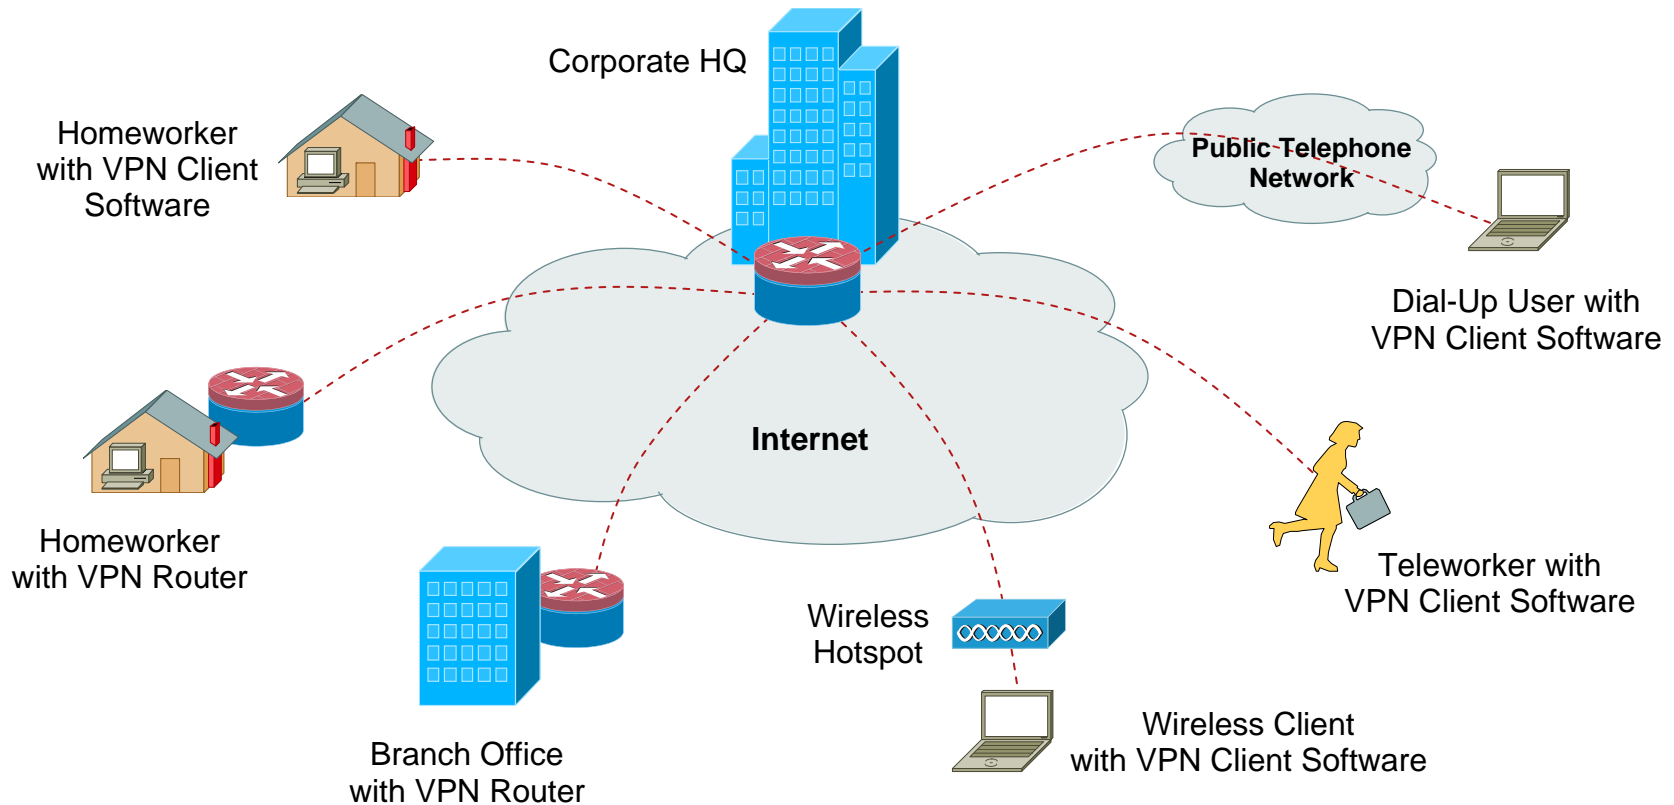 Corporate HQ
Homeworker
with VPN Client
Software
Public Telephone
Network
Dial-Up User with
VPN Client Software
Internet
Homeworker
with VPN Router
Teleworker with
VPN Client Software
Wireless
Hotspot
Branch Office
with VPN Router
Wireless Client
with VPN Client Software